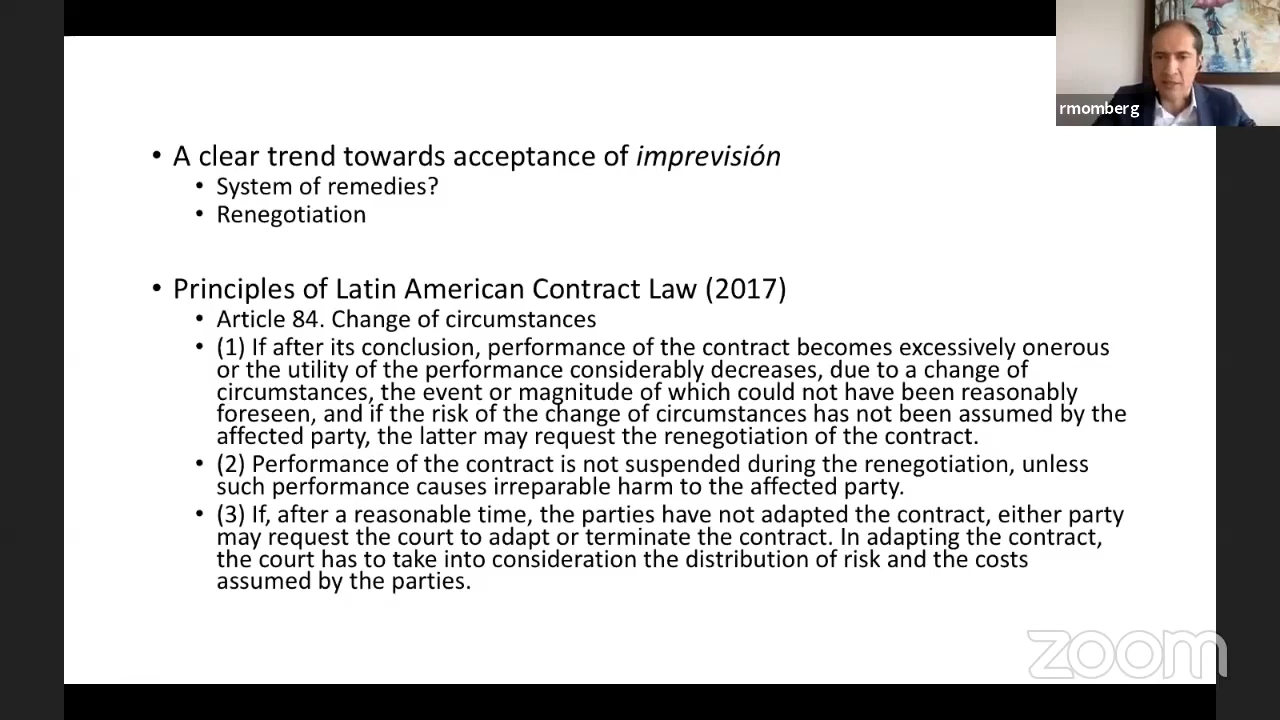 rmomberg
• A clear trend towards acceptance of imprevisión
• System of remedies?
• Renegotiation
• Principles of Latin American Contract Law (2017)
• Article 84. Change of circumstances
• (1) If after its conclusion, performance of the contract becomes excessively onerous
or the utility of the performance considerably decreases, due to a change of
circumstances, the event or magnitude of which could not have been reasonably
foreseen, and if the risk of the change of circumstances has not been assumed by the
affected party, the latter may request the renegotiation of the contract.
• (2) Performance of the contract is not suspended during the renegotiation, unless
such performance causes irreparable harm to the affected party.
• (3) If, after a reasonable time, the parties have not adapted the contract, either party
may request the court to adapt or terminate the contract. In adapting the contract,
the court has to take into consideration the distribution of risk and the costs
assumed by the parties.
zoom